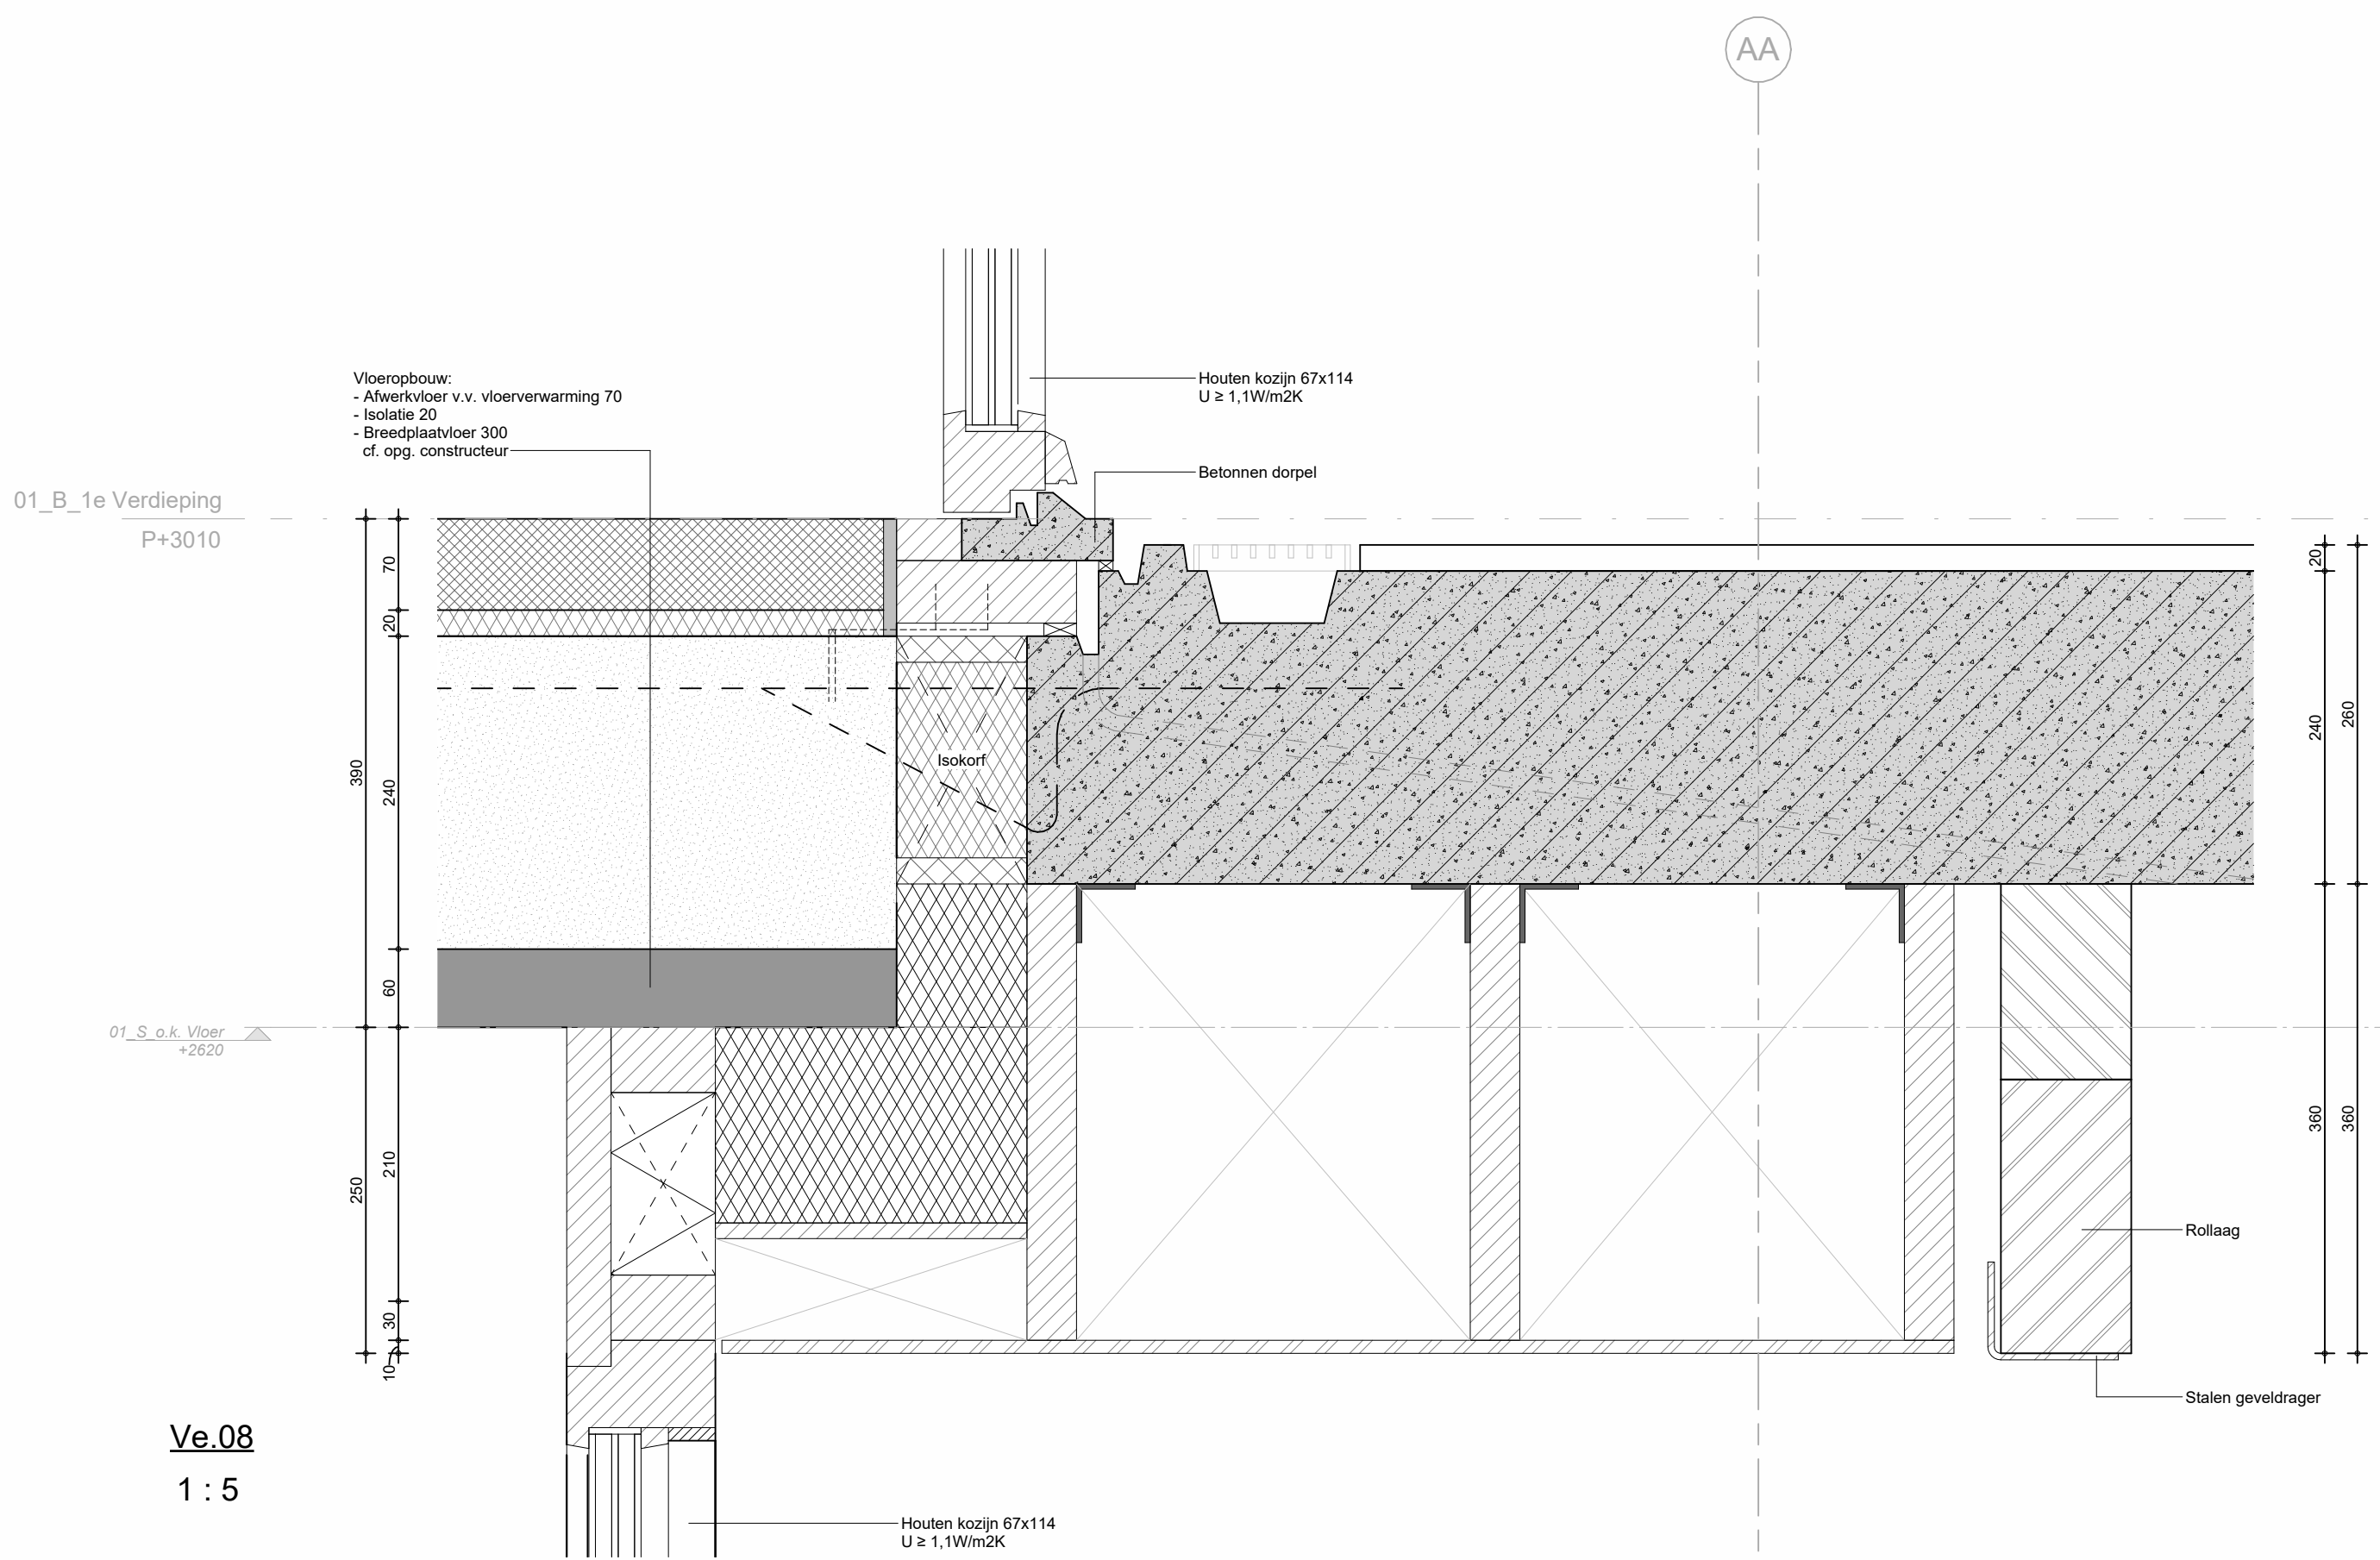 AA
Vloeropbouw:
- Afwerkvloer v.v. vloerverwarming 70
- Isolatie 20
- Breedplaatvloer 300
cf. opg. constructeur
Houten kozijn 67x114
U ≥ 1,1W/m2K
Betonnen dorpel
01_B_1e Verdieping
P+3010
70
20
390
240
60
Isokorf
20
240
260
01_S_o.k. Vloer
+2620
250
210
30
10
360
360
Rollaag
Stalen geveldrager
Ve.08
1 : 5
Houten kozijn 67x114
U ≥ 1,1W/m2K